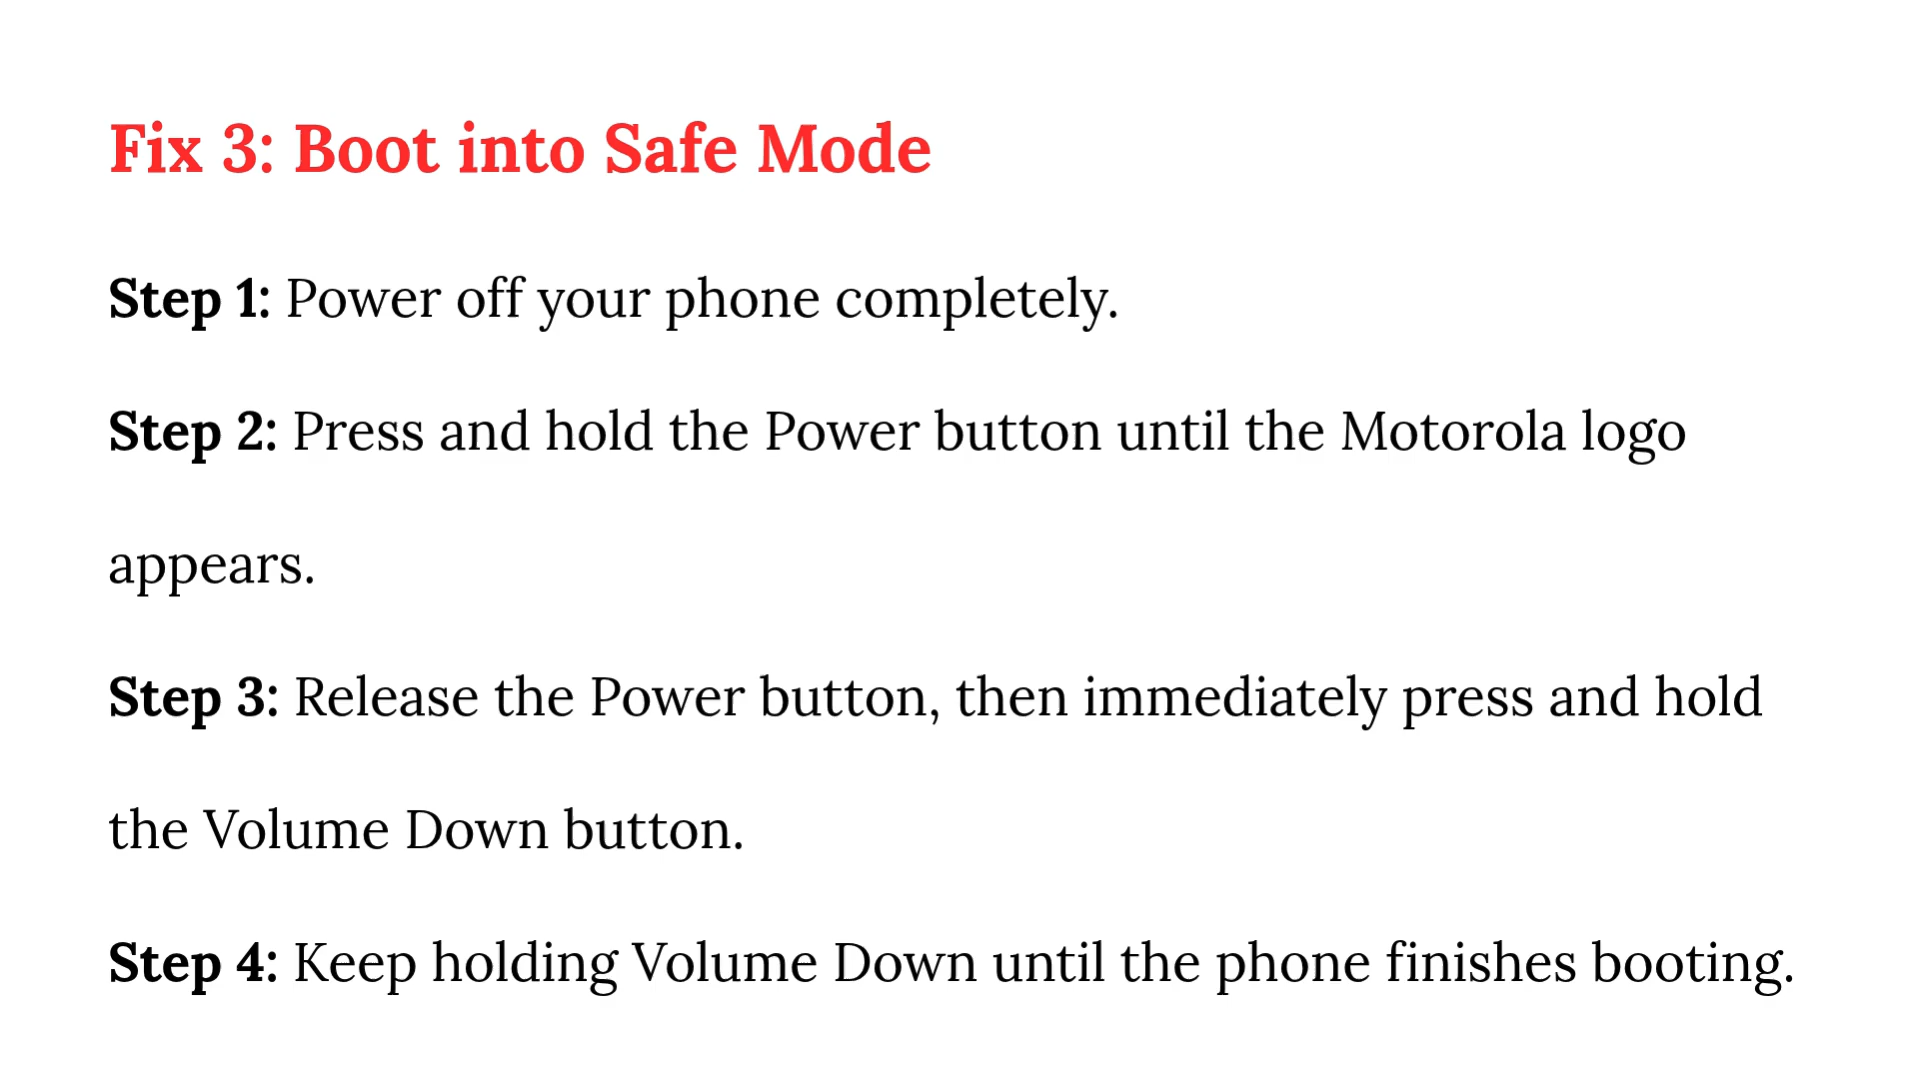 Fix 3: Boot into Safe Mode
Step 1: Power off your phone completely.
Step 2: Press and hold the Power button until the Motorola logo
appears.
Step 3: Release the Power button, then immediately press and hold
the Volume Down button.
Step 4: Keep holding Volume Down until the phone finishes booting.